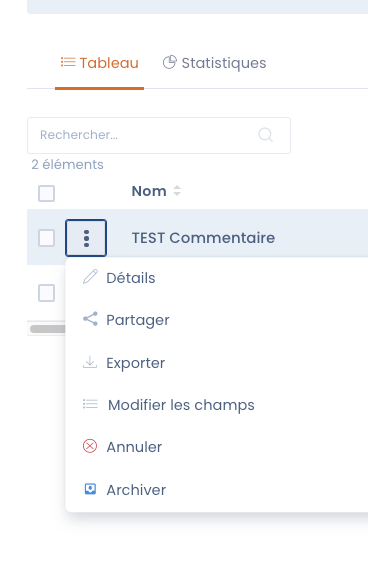 Tableau Statistiques
Rechercher...
2 éléments
Nom
TEST Commentaire
Détails
Partager
Exporter
Modifier les champs
Annuler
Archiver